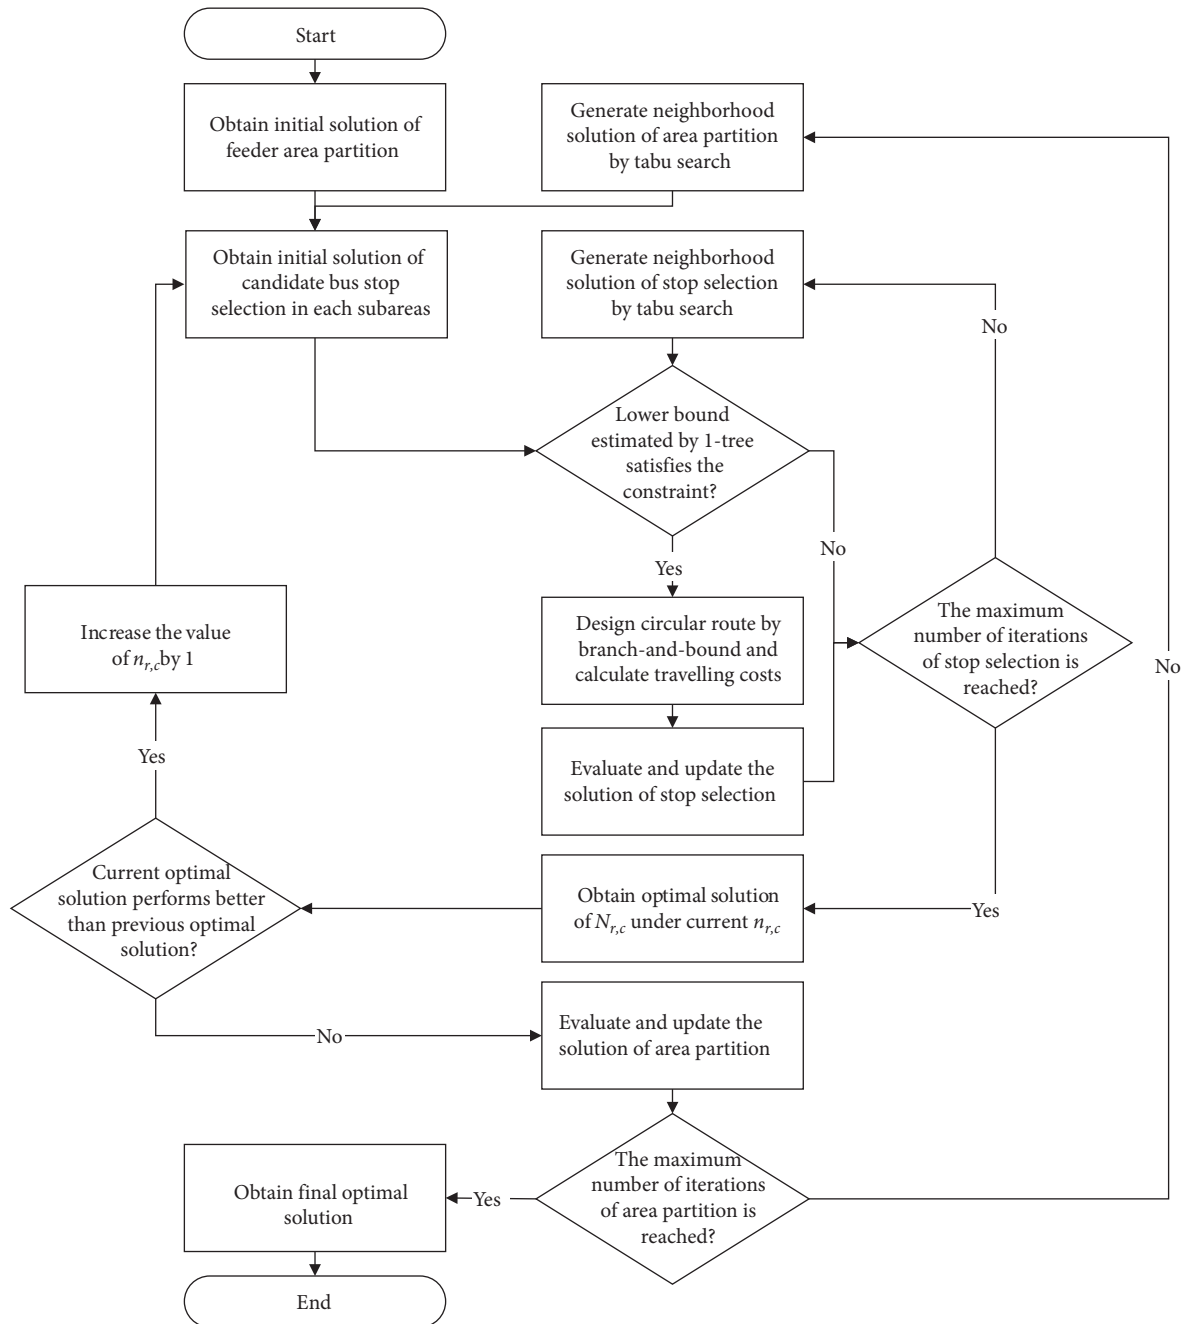 Start
Obtain initial solution of
feeder area partition
Generate neighborhood
solution of area partition
by tabu search
Obtain initial solution of
candidate bus stop
selection in each subareas
Generate neighborhood
solution of stop selection
by tabu search
No
Lower bound
estimated by 1-tree
satisfies the
constraint?
No
Yes
Increase the value
of n_{r,c} by 1
Design circular route by
branch-and-bound and
calculate travelling costs
The maximum
number of iterations
of stop selection is
reached?
No
Yes
Evaluate and update the
solution of stop selection
Current optimal
solution performs better
than previous optimal
solution?
Obtain optimal solution
of N_{r,c} under current n_{r,c}
Yes
No
Evaluate and update the
solution of area partition
The maximum
number of iterations
of area partition is
reached?
Yes
Obtain final optimal
solution
End